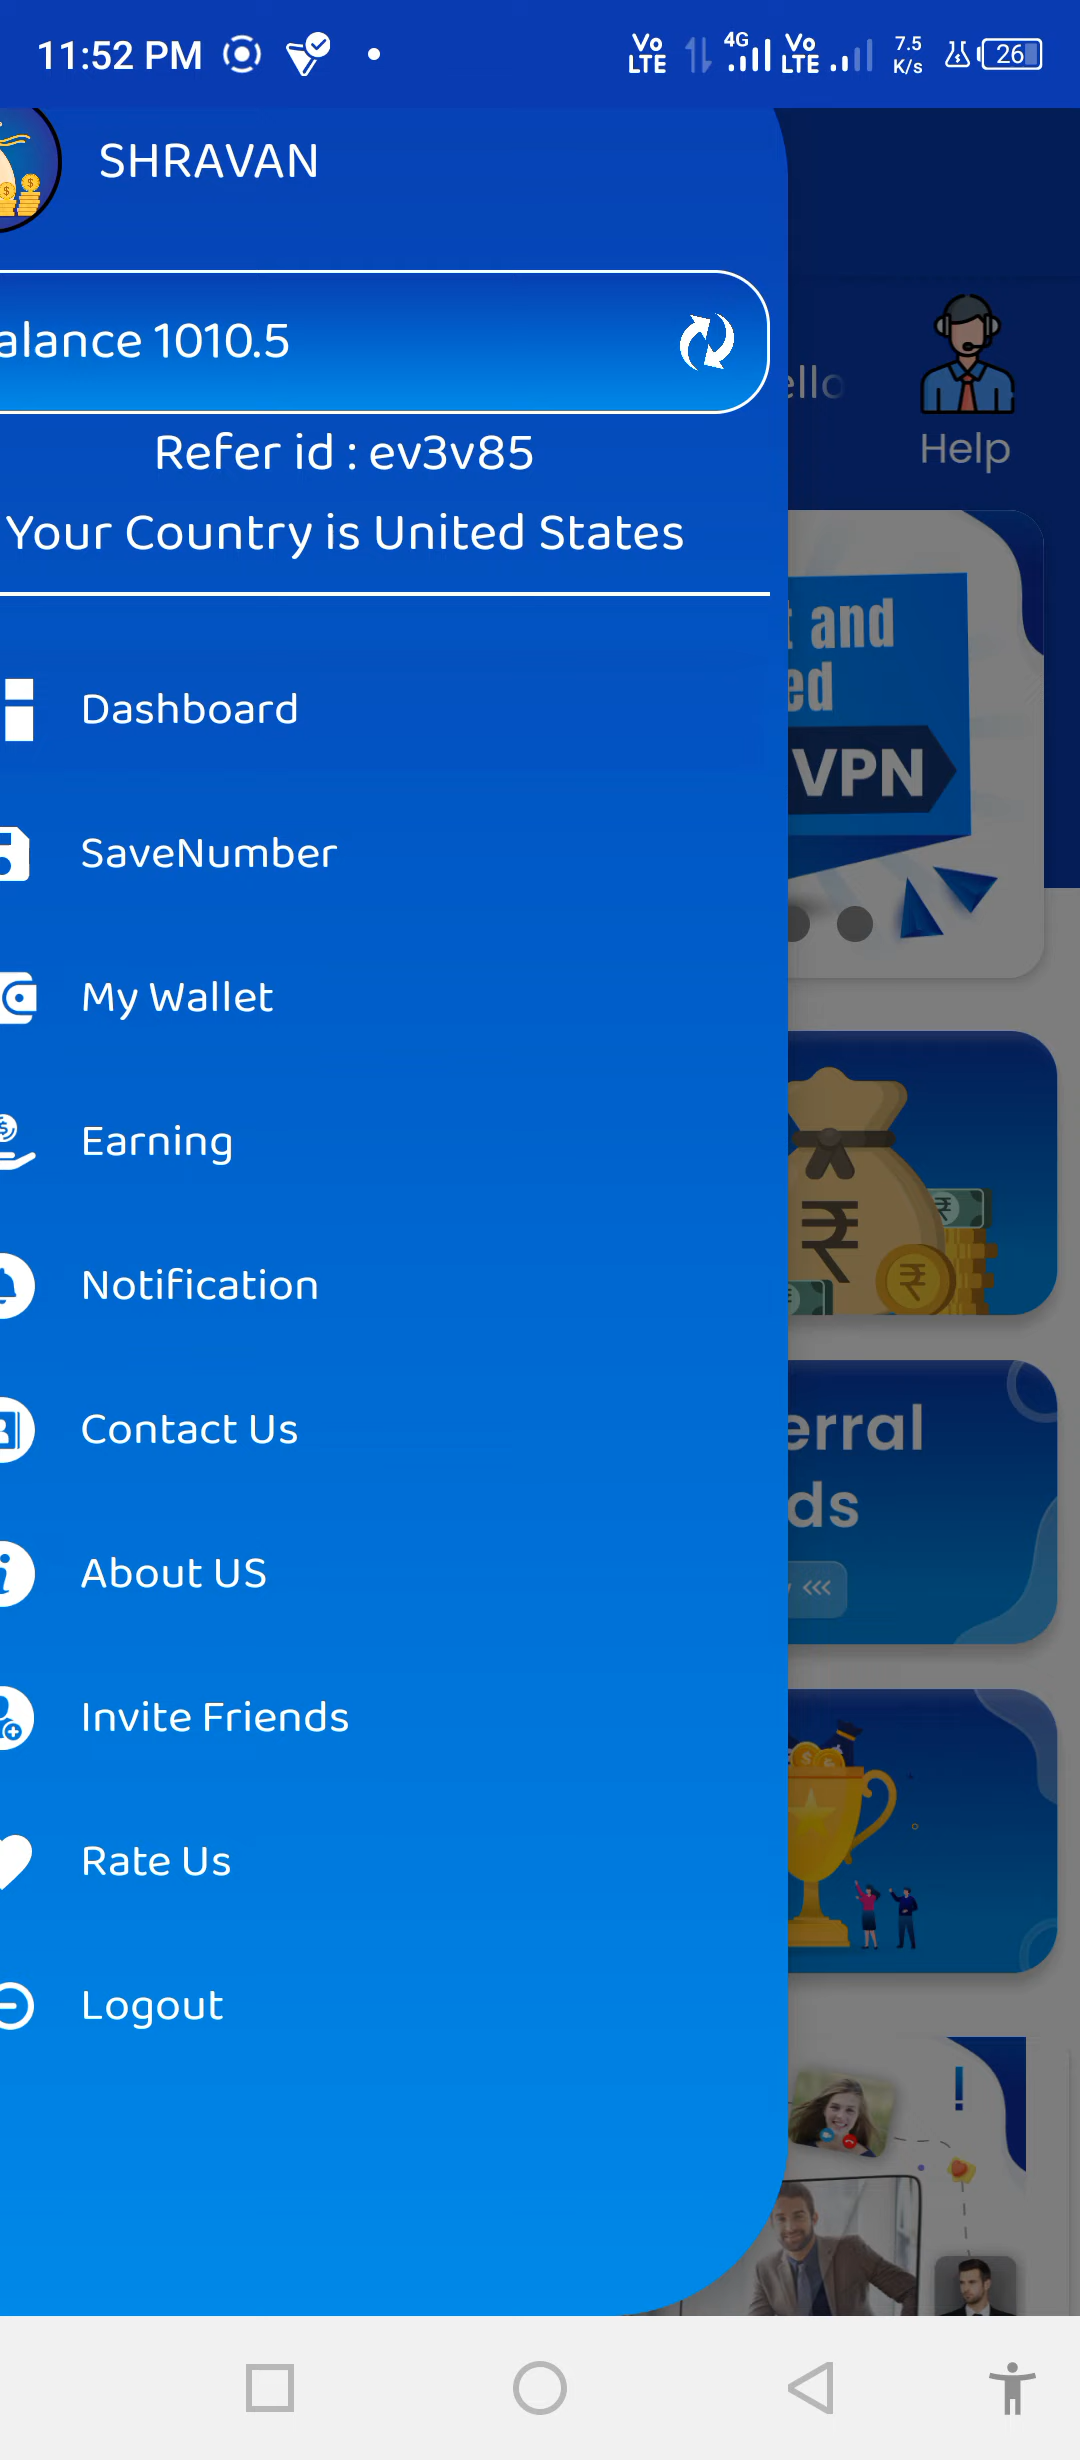 11:52 PM
Vo LTE
4G
Vo LTE
7.5 K/s
26
SHRAVAN
alance 1010.5
Refer id : ev3v85
Your Country is United States
ello
Help
Dashboard
SaveNumber
My Wallet
Earning
Notification
Contact Us
About US
Invite Friends
Rate Us
Logout
and
ed
VPN
₹
₹
₹
erral
ds
!